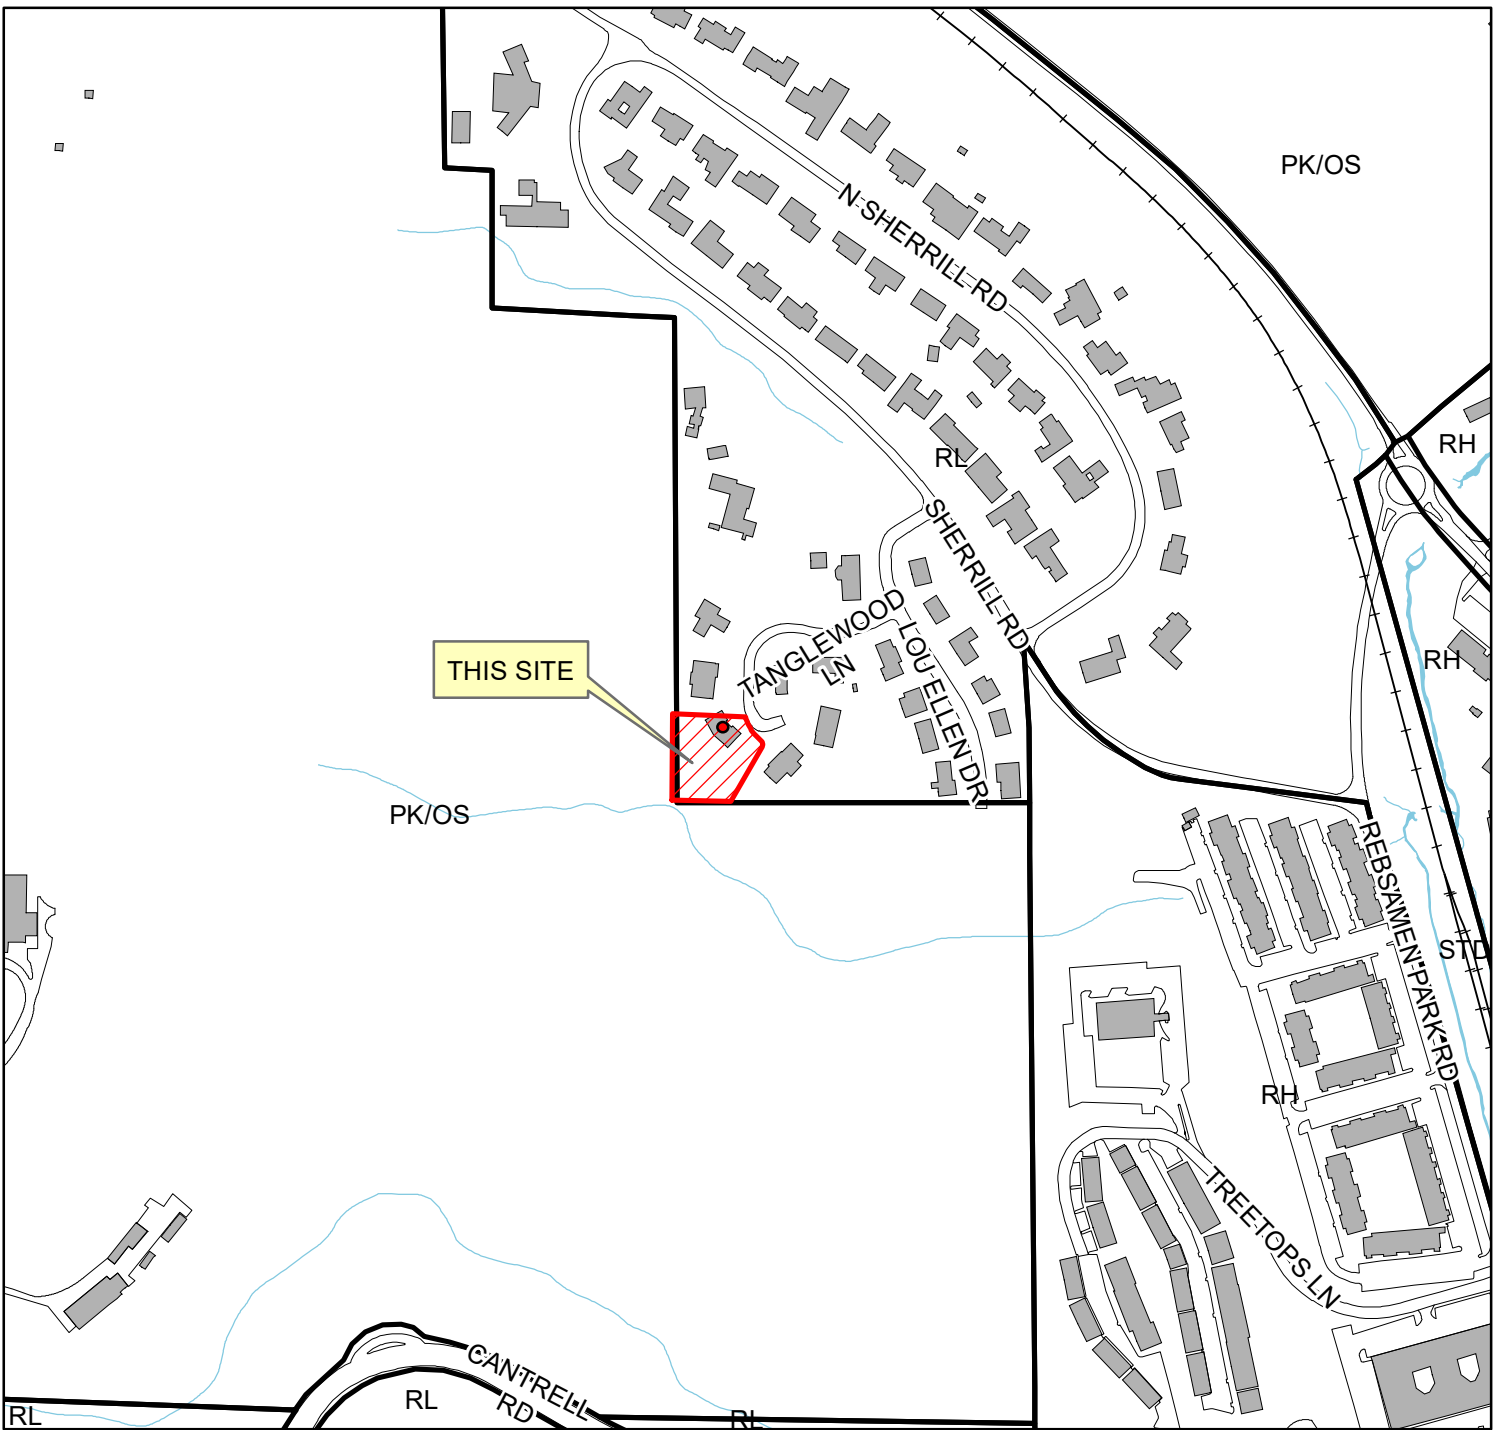 PK/OS
N SHERRILL RD
RH
RL
SHERRILL RD
TANGLEWOOD
LN
LOU ELLEN DR
THIS SITE
RH
PK/OS
REBSAMEN PARK RD
STD
RH
TREETOPS LN
CANTRELL
RD
RL
RL
RL